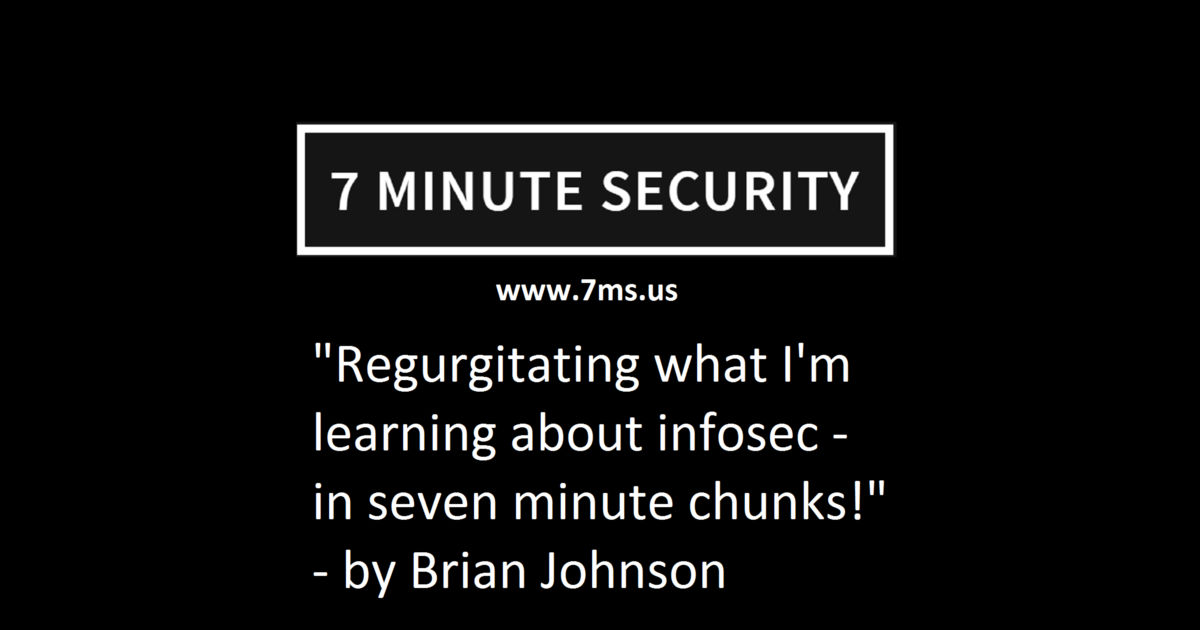 7 MINUTE SECURITY
www.7ms.us
"Regurgitating what I'm
learning about infosec -
in seven minute chunks!"
- by Brian Johnson